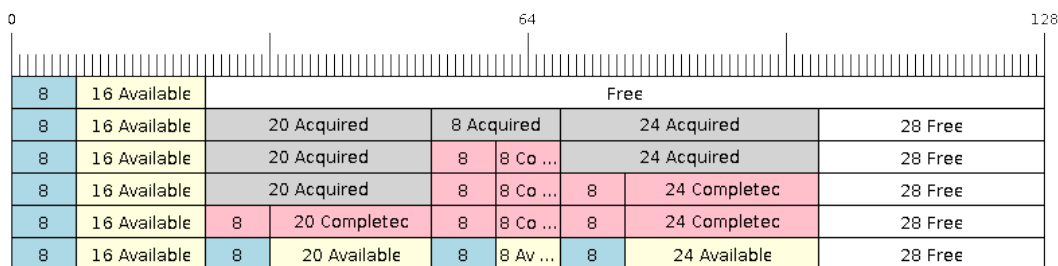 0 64 128
8 16 Available Free
8 16 Available 20 Acquired 8 Acquired 24 Acquired 28 Free
8 16 Available 20 Acquired 8 8 Co ... 24 Acquired 28 Free
8 16 Available 20 Acquired 8 8 Co ... 8 24 Completec 28 Free
8 16 Available 8 20 Completec 8 8 Co ... 8 24 Completec 28 Free
8 16 Available 8 20 Available 8 8 Av ... 8 24 Available 28 Free